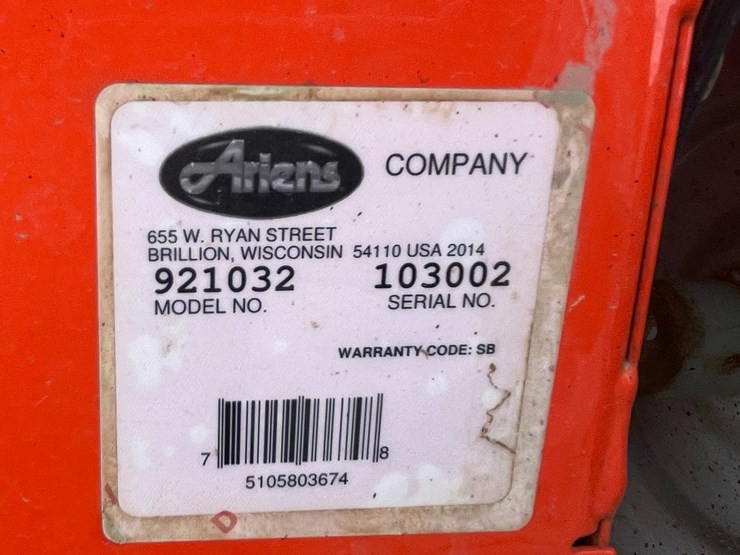 Ariens COMPANY
655 W. RYAN STREET
BRILLION, WISCONSIN 54110 USA 2014
921032 103002
MODEL NO. SERIAL NO.
WARRANTY CODE: SB
7 8
5105803674
D